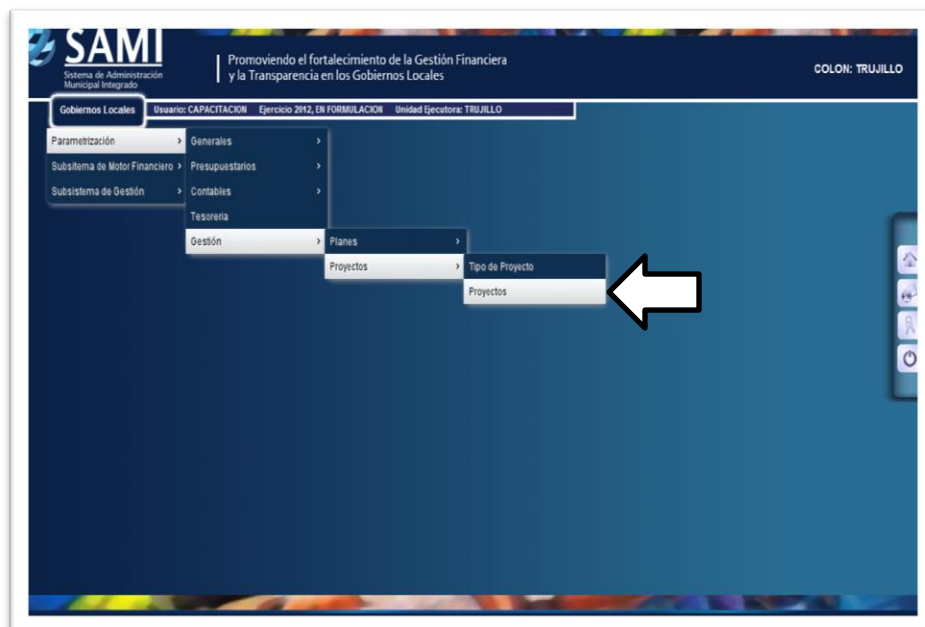 SAMI
Sistema de Administración
Municipal Integrado
Promoviendo el fortalecimiento de la Gestión Financiera
y la Transparencia en los Gobiernos Locales
COLON: TRUJILLO
Gobiernos Locales
Usuario: CAPACITACION Ejercicio 2012, EN FORMULACION Unidad Ejecutora: TRUJILLO
Parametrización
Generales
Subsitema de Motor Financiero
Presupuestarios
Subsistema de Gestión
Contables
Tesoreria
Gestión
Planes
Proyectos
Tipo de Proyecto
Proyectos